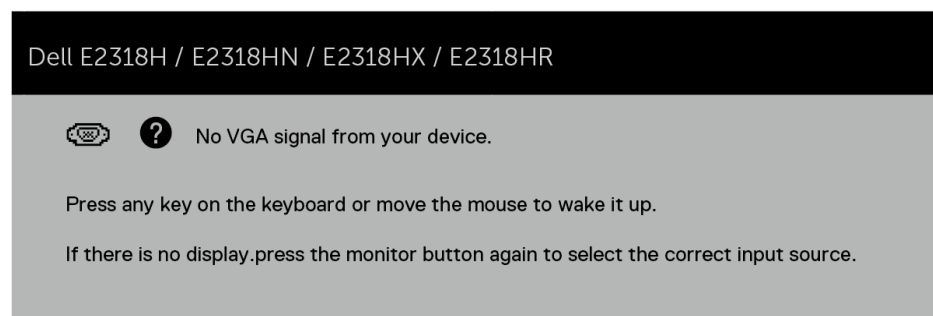 Dell E2318H / E2318HN / E2318HX / E2318HR
No VGA signal from your device.
Press any key on the keyboard or move the mouse to wake it up.
If there is no display.press the monitor button again to select the correct input source.